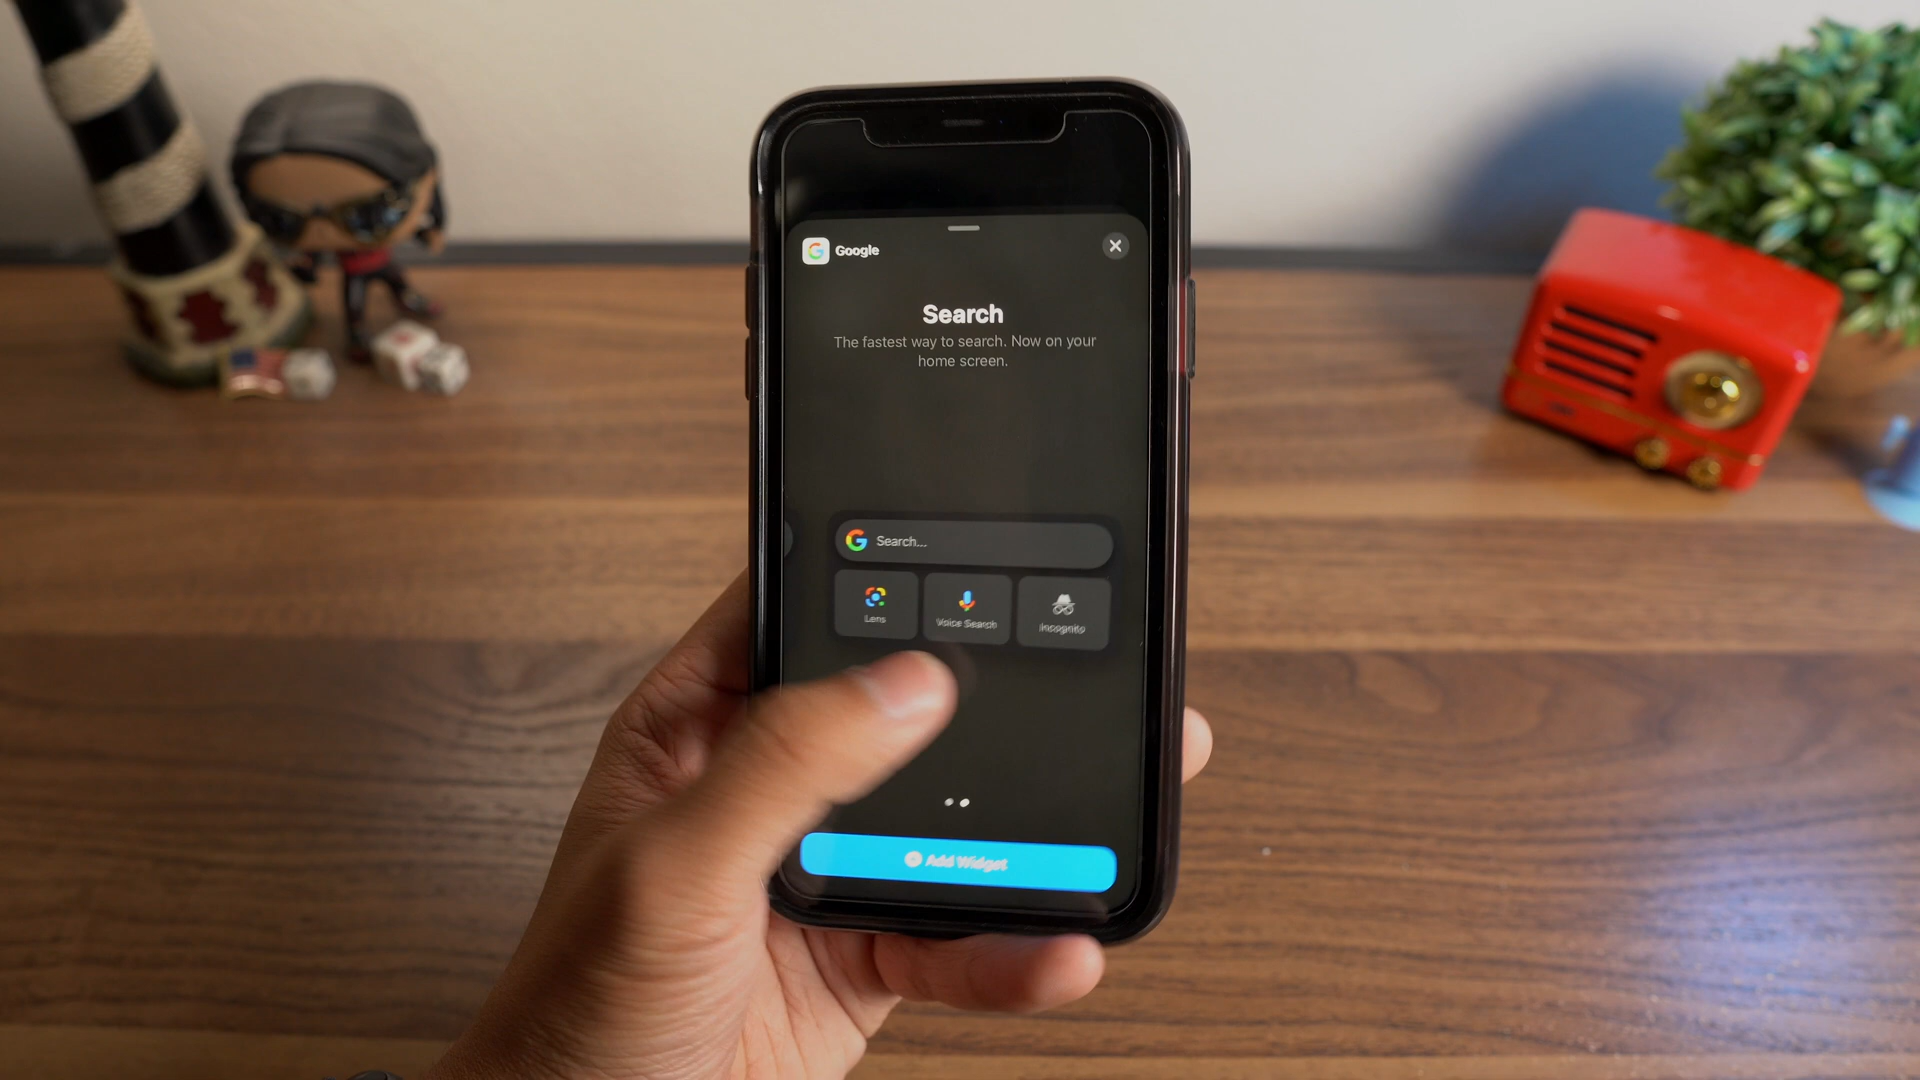 Google
Search
The fastest way to search. Now on your
home screen.
Search...
Lens
Voice Search
Incognito
Add Widget